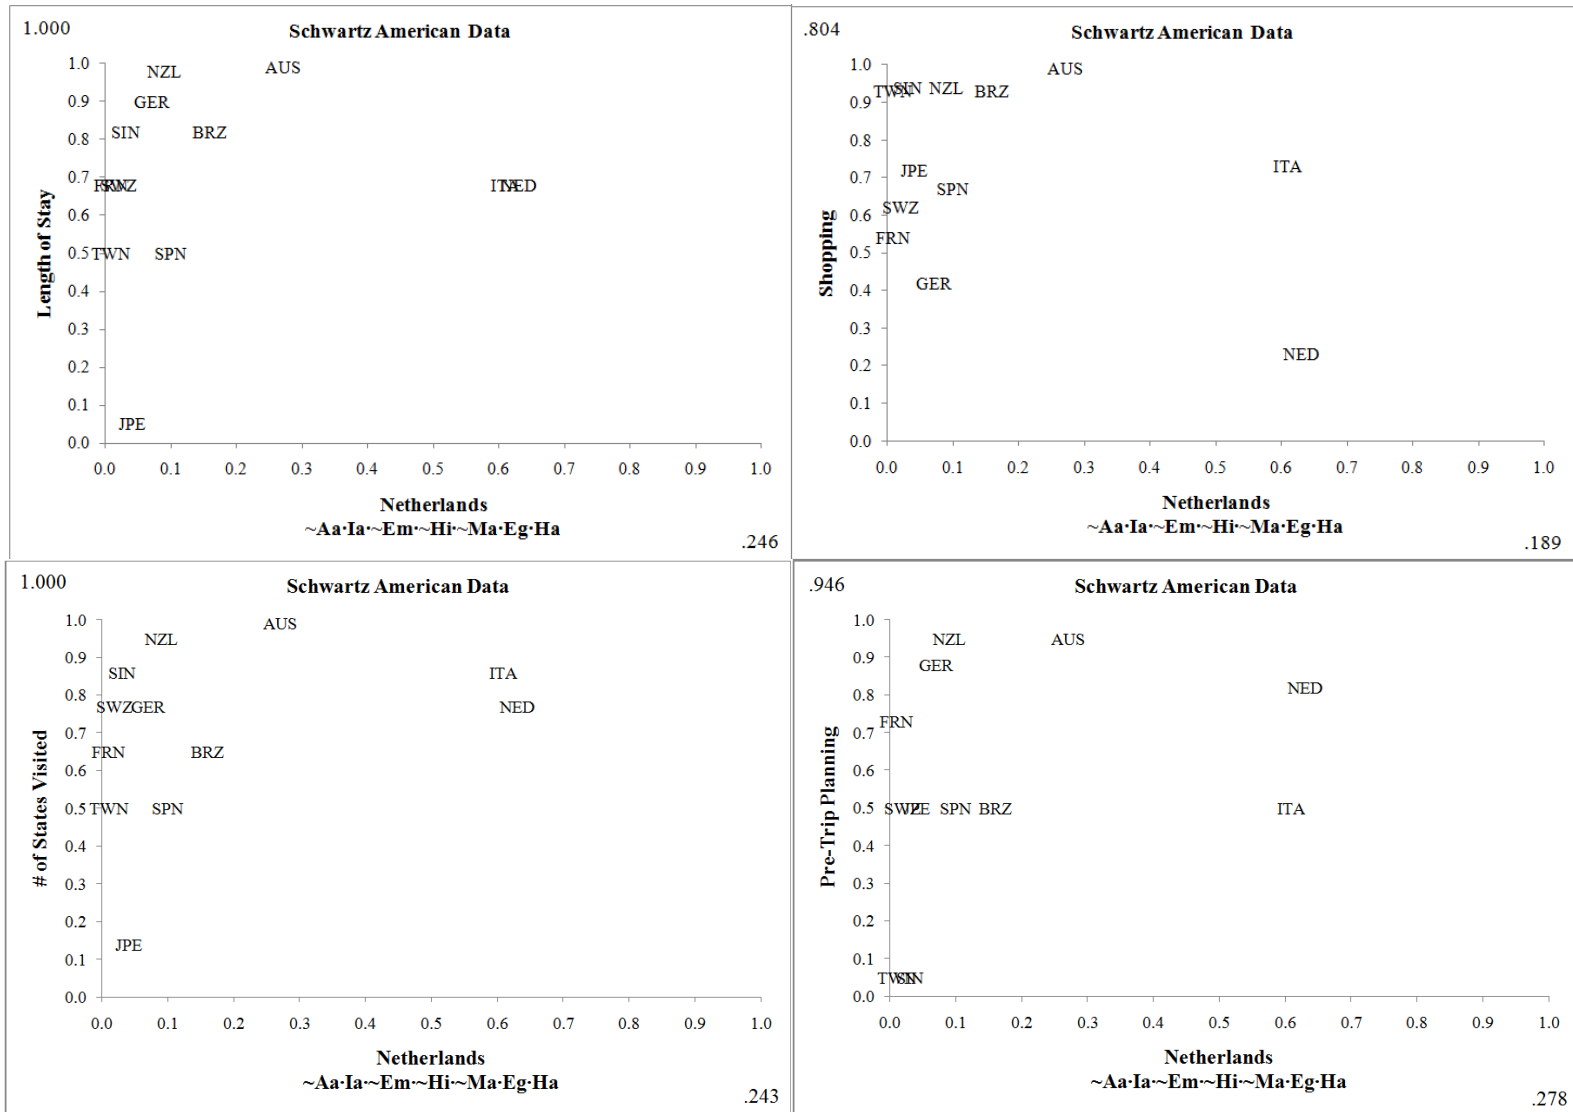 1.000
Schwartz American Data
1.0 NZL AUS
0.9 GER
0.8 SIN BRZ
0.7 FRN SWZ ITA NED
0.6
0.5 TWN SPN
0.4
0.3
0.2
0.1 JPE
0.0
Length of Stay
0.0 0.1 0.2 0.3 0.4 0.5 0.6 0.7 0.8 0.9 1.0
Netherlands
~Aa·Ia·~Em·~Hi·~Ma·Eg·Ha
.246
.804
Schwartz American Data
1.0 AUS
0.9 TWN SIN NZL BRZ
0.8
0.7 JPE SPN ITA
0.6 SWZ
0.5 FRN
0.4 GER
0.3
0.2 NED
0.1
0.0
Shopping
0.0 0.1 0.2 0.3 0.4 0.5 0.6 0.7 0.8 0.9 1.0
Netherlands
~Aa·Ia·~Em·~Hi·~Ma·Eg·Ha
.189
1.000
Schwartz American Data
1.0 AUS
0.9 NZL
SIN ITA
0.8 SWZ GER NED
0.7
FRN BRZ
0.6
0.5 TWN SPN
0.4
0.3
0.2
JPE
0.1
0.0
# of States Visited
0.0 0.1 0.2 0.3 0.4 0.5 0.6 0.7 0.8 0.9 1.0
Netherlands
~Aa·Ia·~Em·~Hi·~Ma·Eg·Ha
.243
.946
Schwartz American Data
1.0
NZL AUS
0.9 GER
0.8 NED
0.7 FRN
0.6
0.5 SWZ JPE SPN BRZ ITA
0.4
0.3
0.2
0.1
TWN SIN
0.0
Pre-Trip Planning
0.0 0.1 0.2 0.3 0.4 0.5 0.6 0.7 0.8 0.9 1.0
Netherlands
~Aa·Ia·~Em·~Hi·~Ma·Eg·Ha
.278